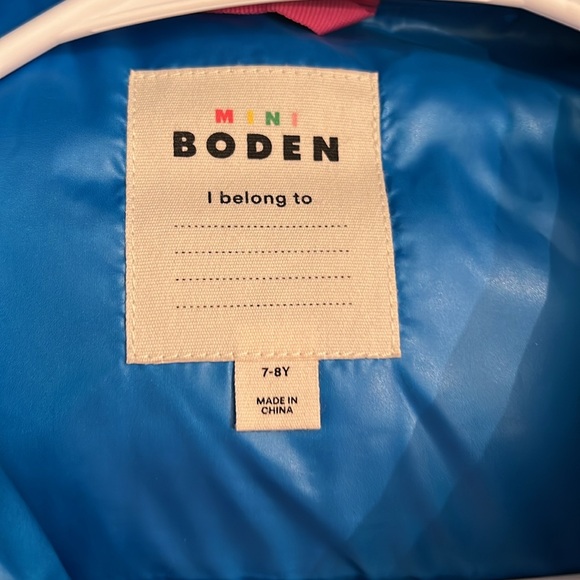 MINI
BODEN
I belong to
7-8Y
MADE IN
CHINA